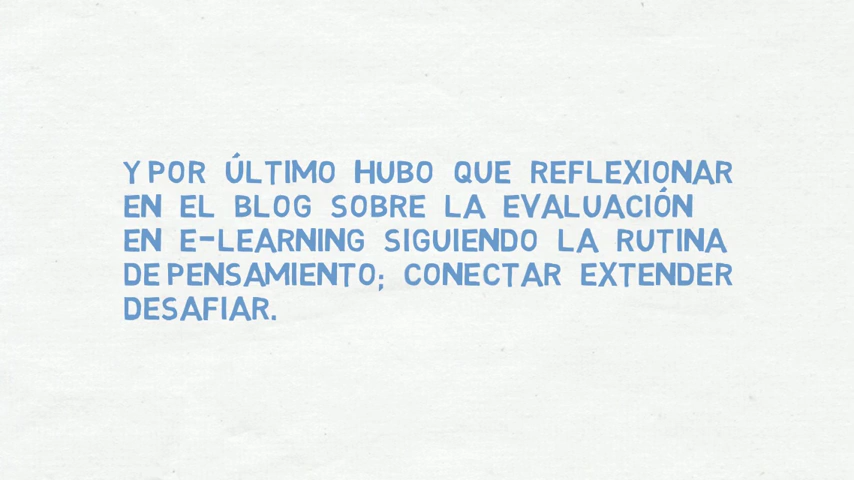 Y POR ÚLTIMO HUBO QUE REFLEXIONAR
EN EL BLOG SOBRE LA EVALUACIÓN
EN E-LEARNING SIGUIENDO LA RUTINA
DE PENSAMIENTO; CONECTAR EXTENDER
DESAFIAR.